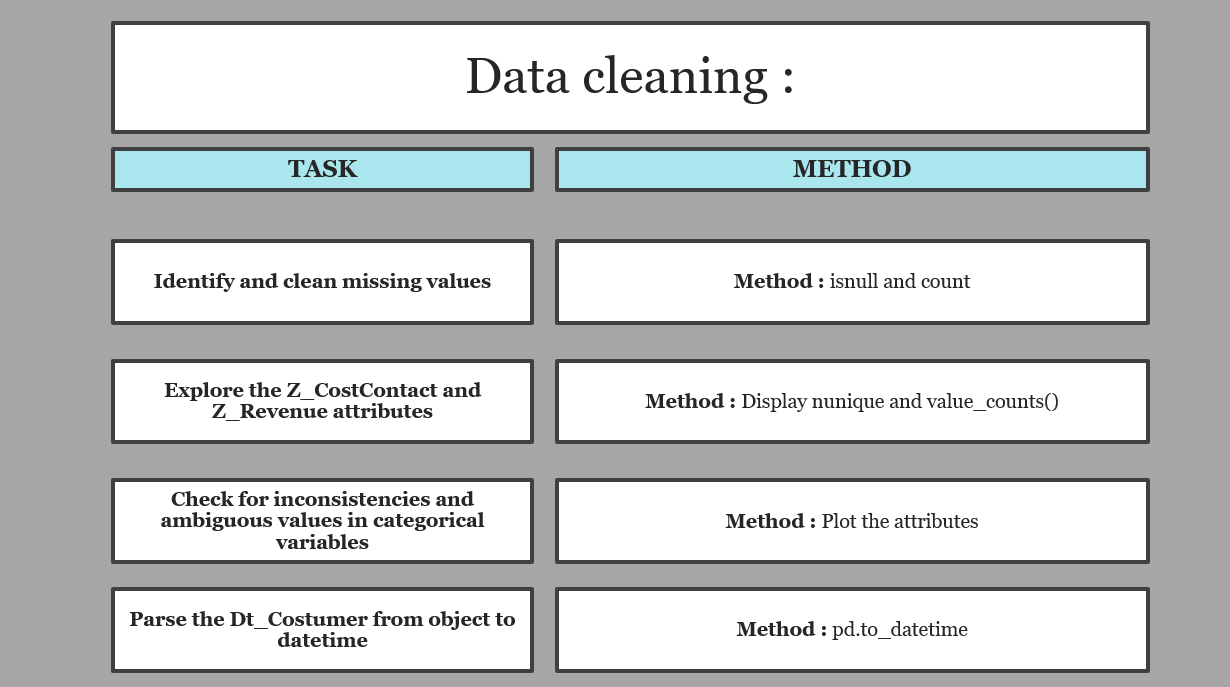 Data cleaning :
TASK
METHOD
Identify and clean missing values
Method : isnull and count
Explore the Z_CostContact and
Z_Revenue attributes
Method : Display nunique and value_counts()
Check for inconsistencies and
ambiguous values in categorical
variables
Method : Plot the attributes
Parse the Dt_Costumer from object to
datetime
Method : pd.to_datetime